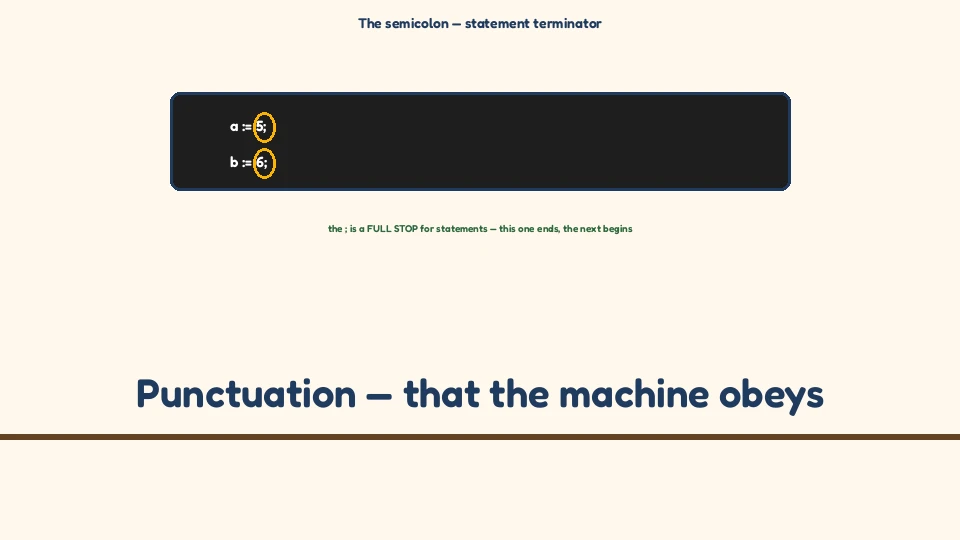 The semicolon — statement terminator
a := 5;
b := 6;
the ; is a FULL STOP for statements — this one ends, the next begins
Punctuation — that the machine obeys